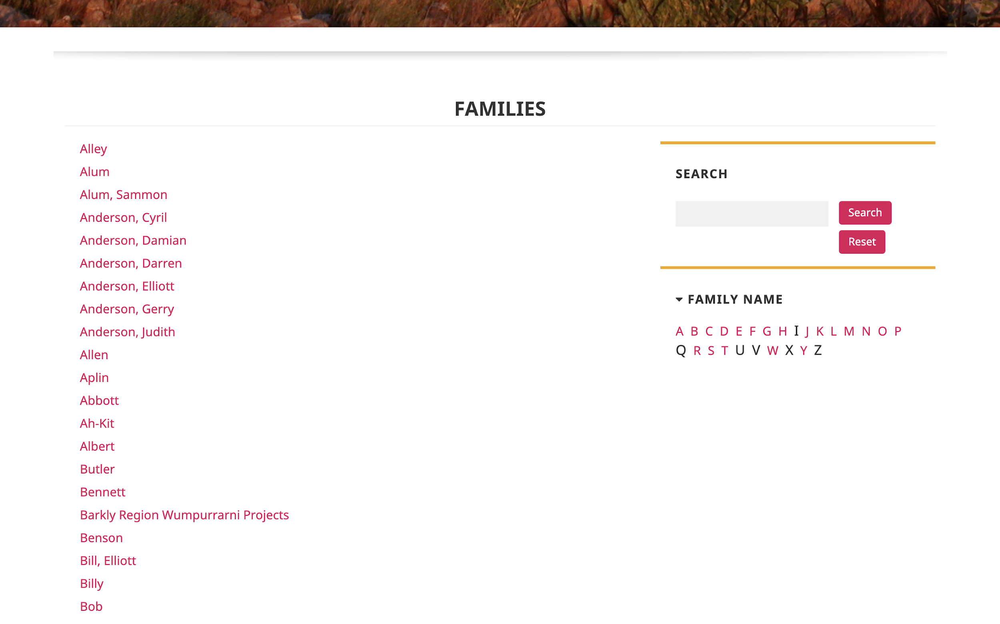 FAMILIES
Alley
Alum
Alum, Sammon
Anderson, Cyril
Anderson, Damian
Anderson, Darren
Anderson, Elliott
Anderson, Gerry
Anderson, Judith
Allen
Aplin
Abbott
Ah-Kit
Albert
Butler
Bennett
Barkly Region Wumpurrarni Projects
Benson
Bill, Elliott
Billy
Bob
SEARCH
Search
Reset
FAMILY NAME
A B C D E F G H I J K L M N O P
Q R S T U V W X Y Z